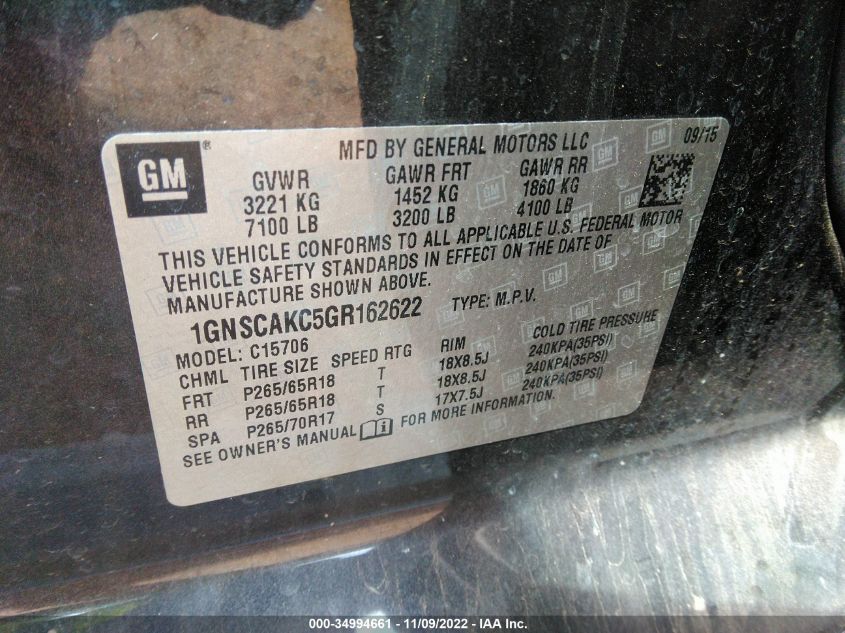 GM®
MFD BY GENERAL MOTORS LLC 09/15
GVWR GAWR FRT GAWR RR
3221 KG 1452 KG 1860 KG
7100 LB 3200 LB 4100 LB
THIS VEHICLE CONFORMS TO ALL APPLICABLE U.S. FEDERAL MOTOR
VEHICLE SAFETY STANDARDS IN EFFECT ON THE DATE OF
MANUFACTURE SHOWN ABOVE.
1GNSCAKC5GR162622 TYPE: M.P.V.
MODEL: C15706
CHML TIRE SIZE SPEED RTG RIM COLD TIRE PRESSURE
FRT P265/65R18 T 18X8.5J 240KPA(35PSI)
RR P265/65R18 T 18X8.5J 240KPA(35PSI)
SPA P265/70R17 S 17X7.5J 240KPA(35PSI)
SEE OWNER'S MANUAL FOR MORE INFORMATION.
000-34994661 - 11/09/2022 - IAA Inc.